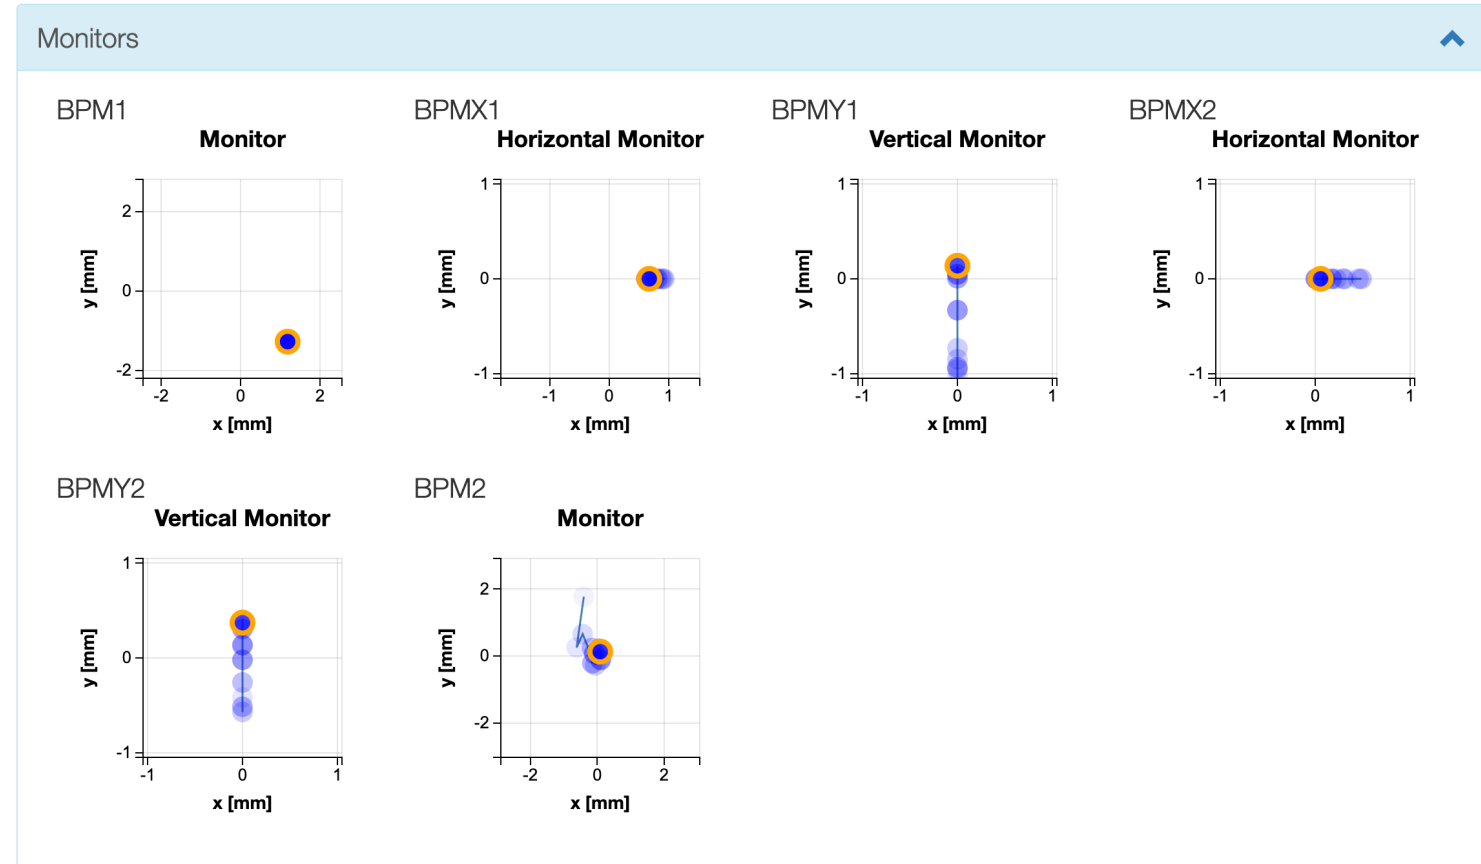 Monitors
BPM1
Monitor
2
0
-2
y [mm]
-2
0
2
x [mm]
BPMX1
Horizontal Monitor
1
0
-1
y [mm]
-1
0
1
x [mm]
BPMY1
Vertical Monitor
1
0
-1
y [mm]
-1
0
1
x [mm]
BPMX2
Horizontal Monitor
1
0
-1
y [mm]
-1
0
1
x [mm]
BPMY2
Vertical Monitor
1
0
-1
y [mm]
-1
0
1
x [mm]
BPM2
Monitor
2
0
-2
y [mm]
-2
0
2
x [mm]